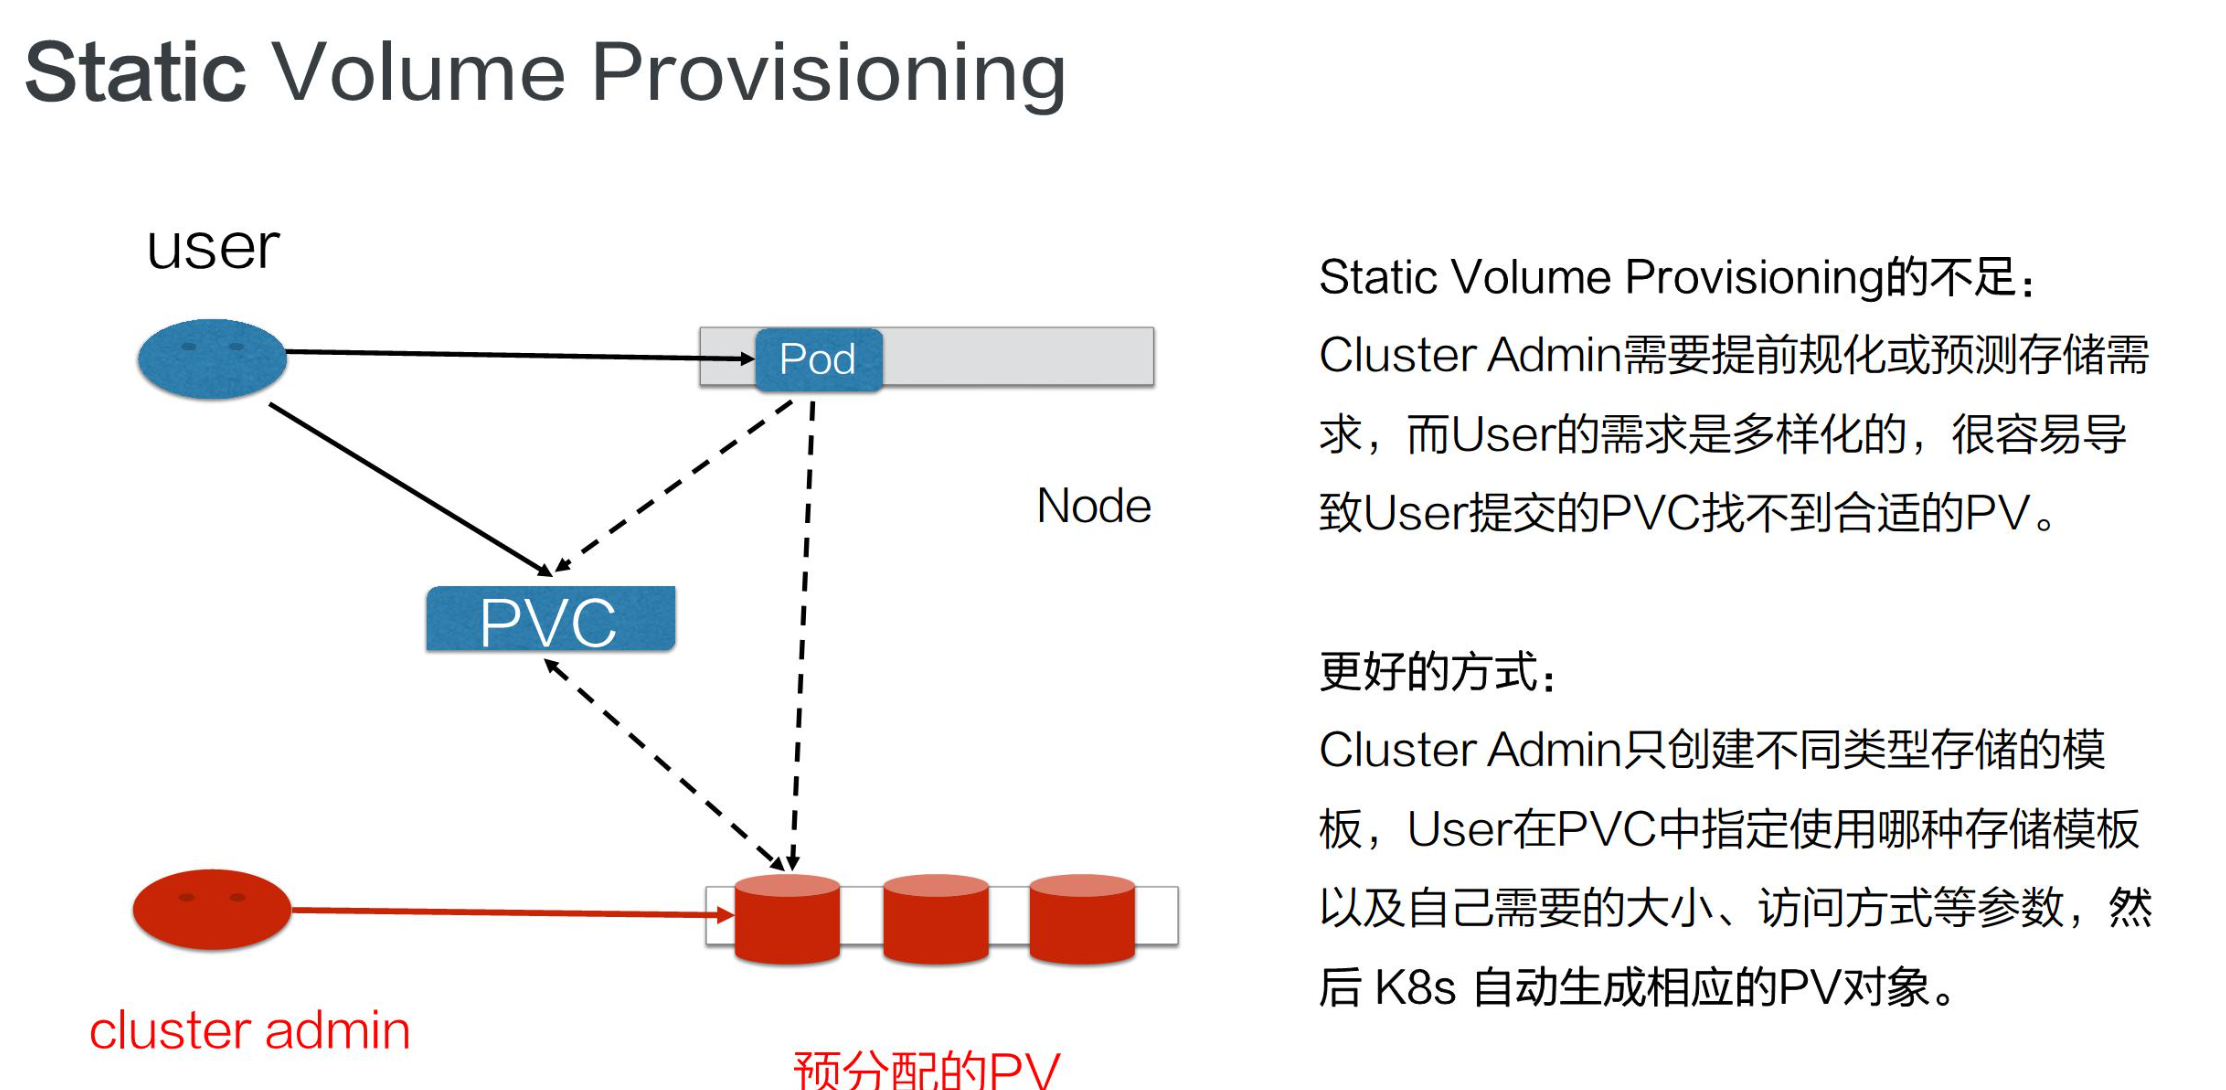 Static Volume Provisioning
user
Pod
Node
PVC
cluster admin
预分配的PV
Static Volume Provisioning的不足：
Cluster Admin需要提前规化或预测存储需
求，而User的需求是多样化的，很容易导
致User提交的PVC找不到合适的PV。
更好的方式：
Cluster Admin只创建不同类型存储的模
板，User在PVC中指定使用哪种存储模板
以及自己需要的大小、访问方式等参数，然
后 K8s 自动生成相应的PV对象。